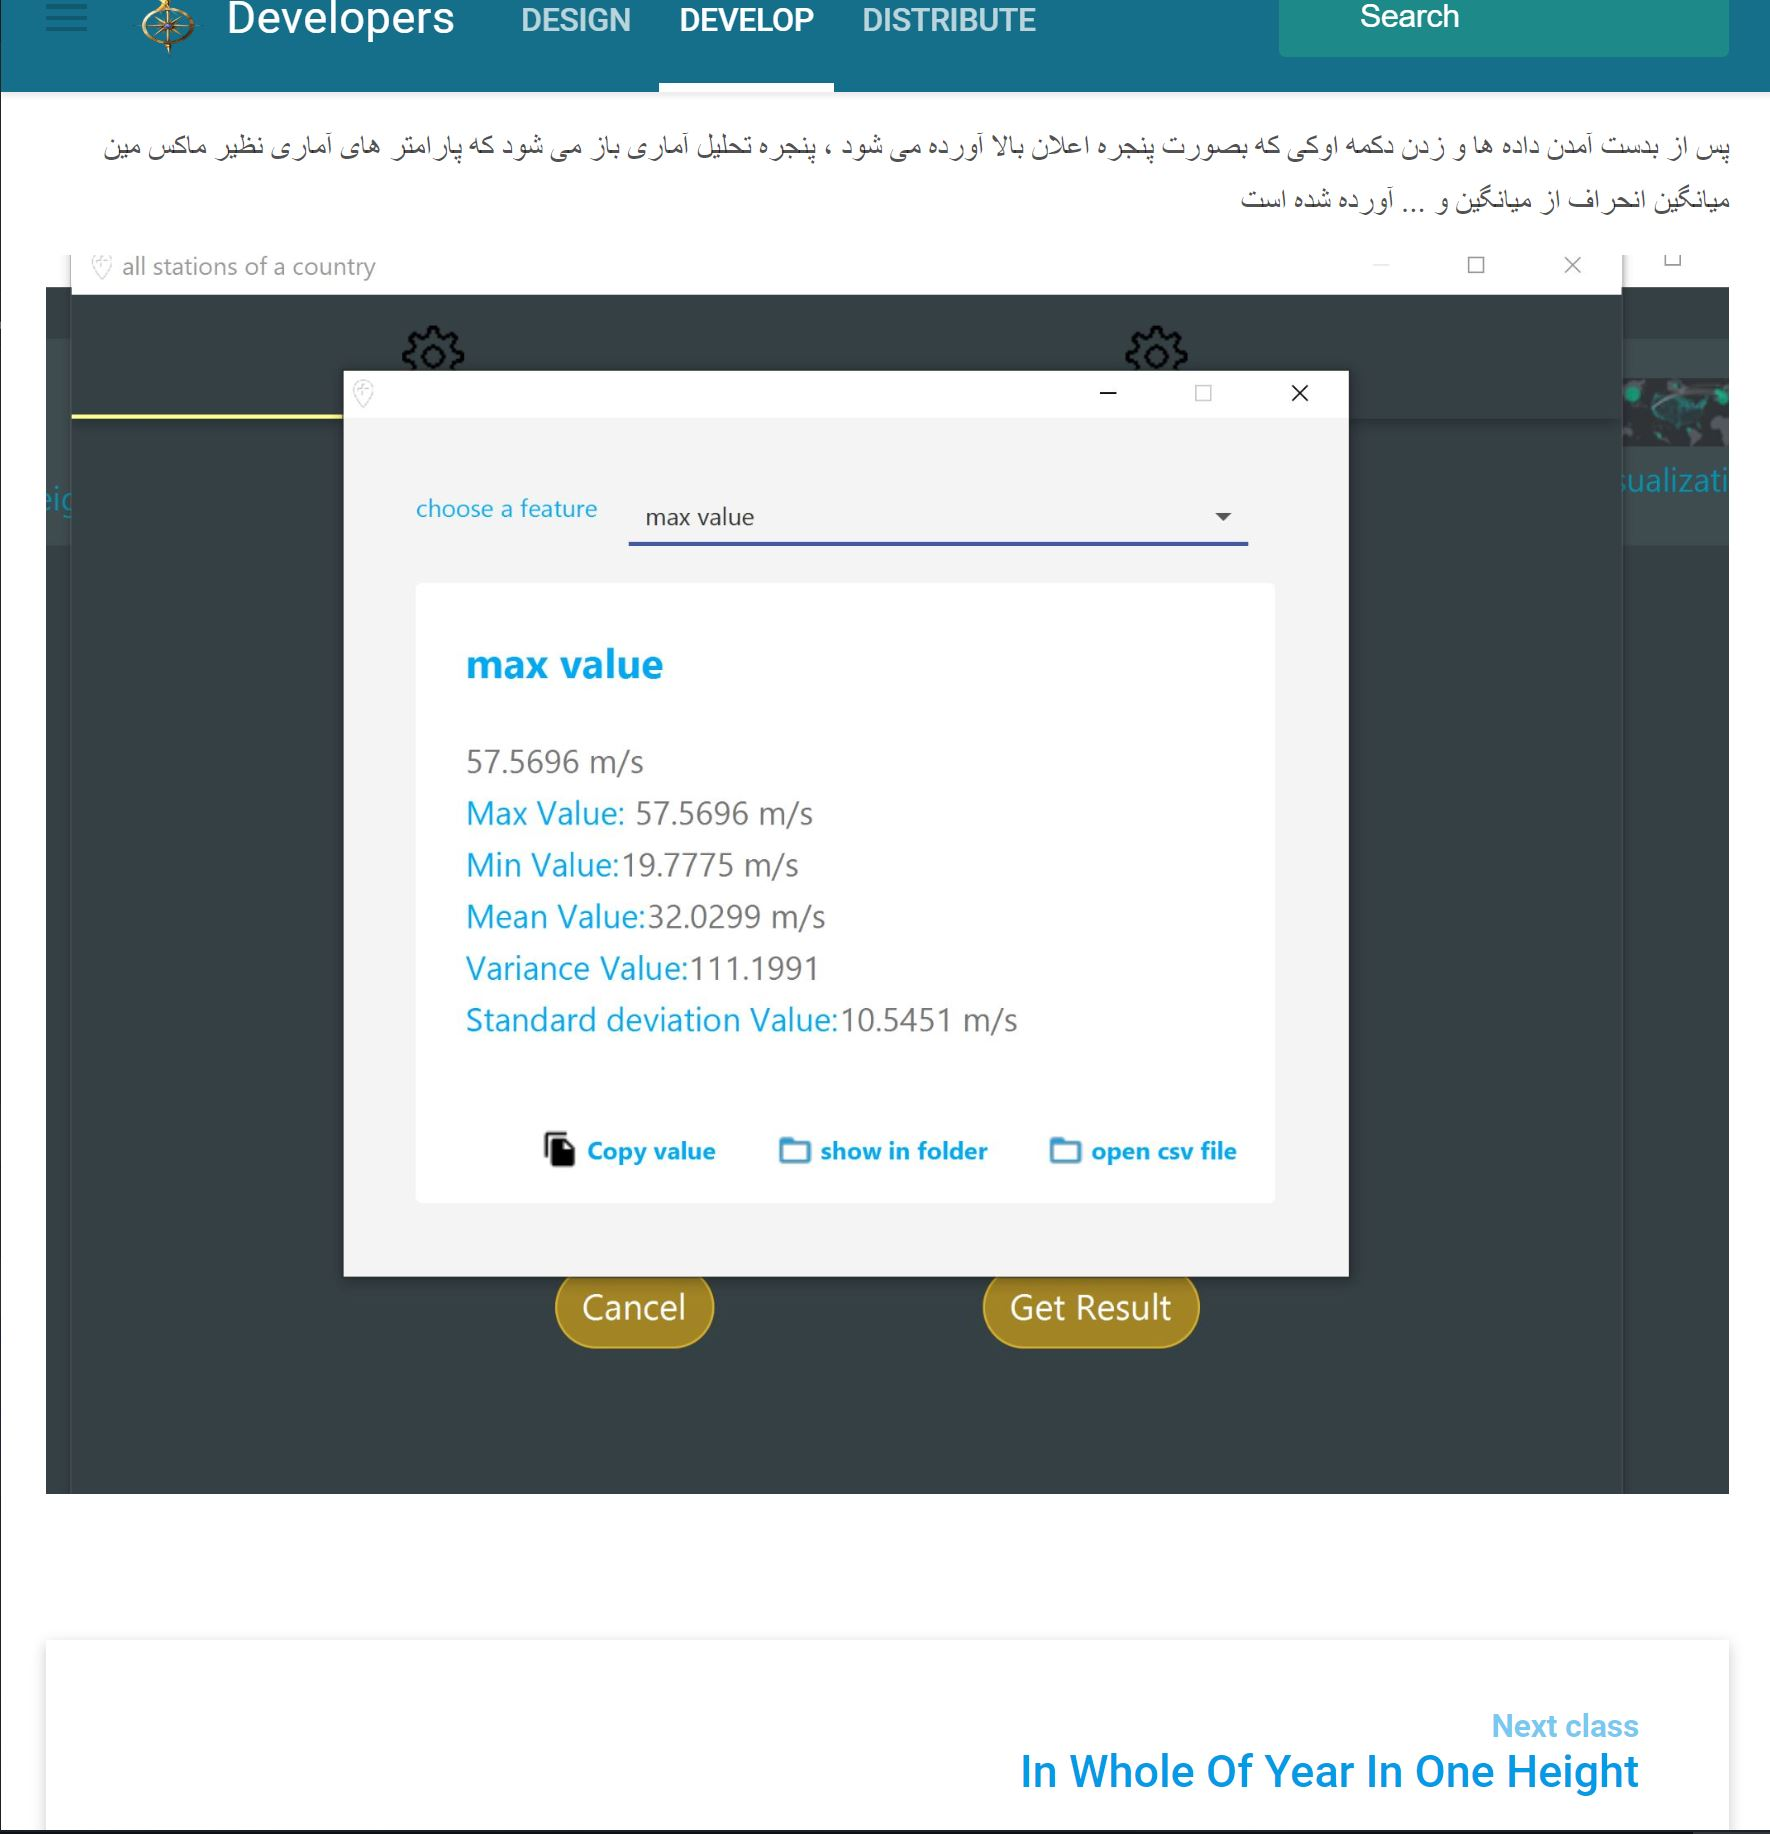 Developers DESIGN DEVELOP DISTRIBUTE Search
پس از بدست آمدن داده ها و زدن دکمه اوکی که بصورت پنجره اعلان بالا آورده می شود ، پنجره تحلیل آماری باز می شود که پارامتر های آماری نظیر ماکس مین
میانگین انحراف از میانگین و ... آورده شده است
all stations of a country
choose a feature max value
max value
57.5696 m/s
Max Value: 57.5696 m/s
Min Value:19.7775 m/s
Mean Value:32.0299 m/s
Variance Value:111.1991
Standard deviation Value:10.5451 m/s
Copy value show in folder open csv file
Cancel Get Result
Next class
In Whole Of Year In One Height